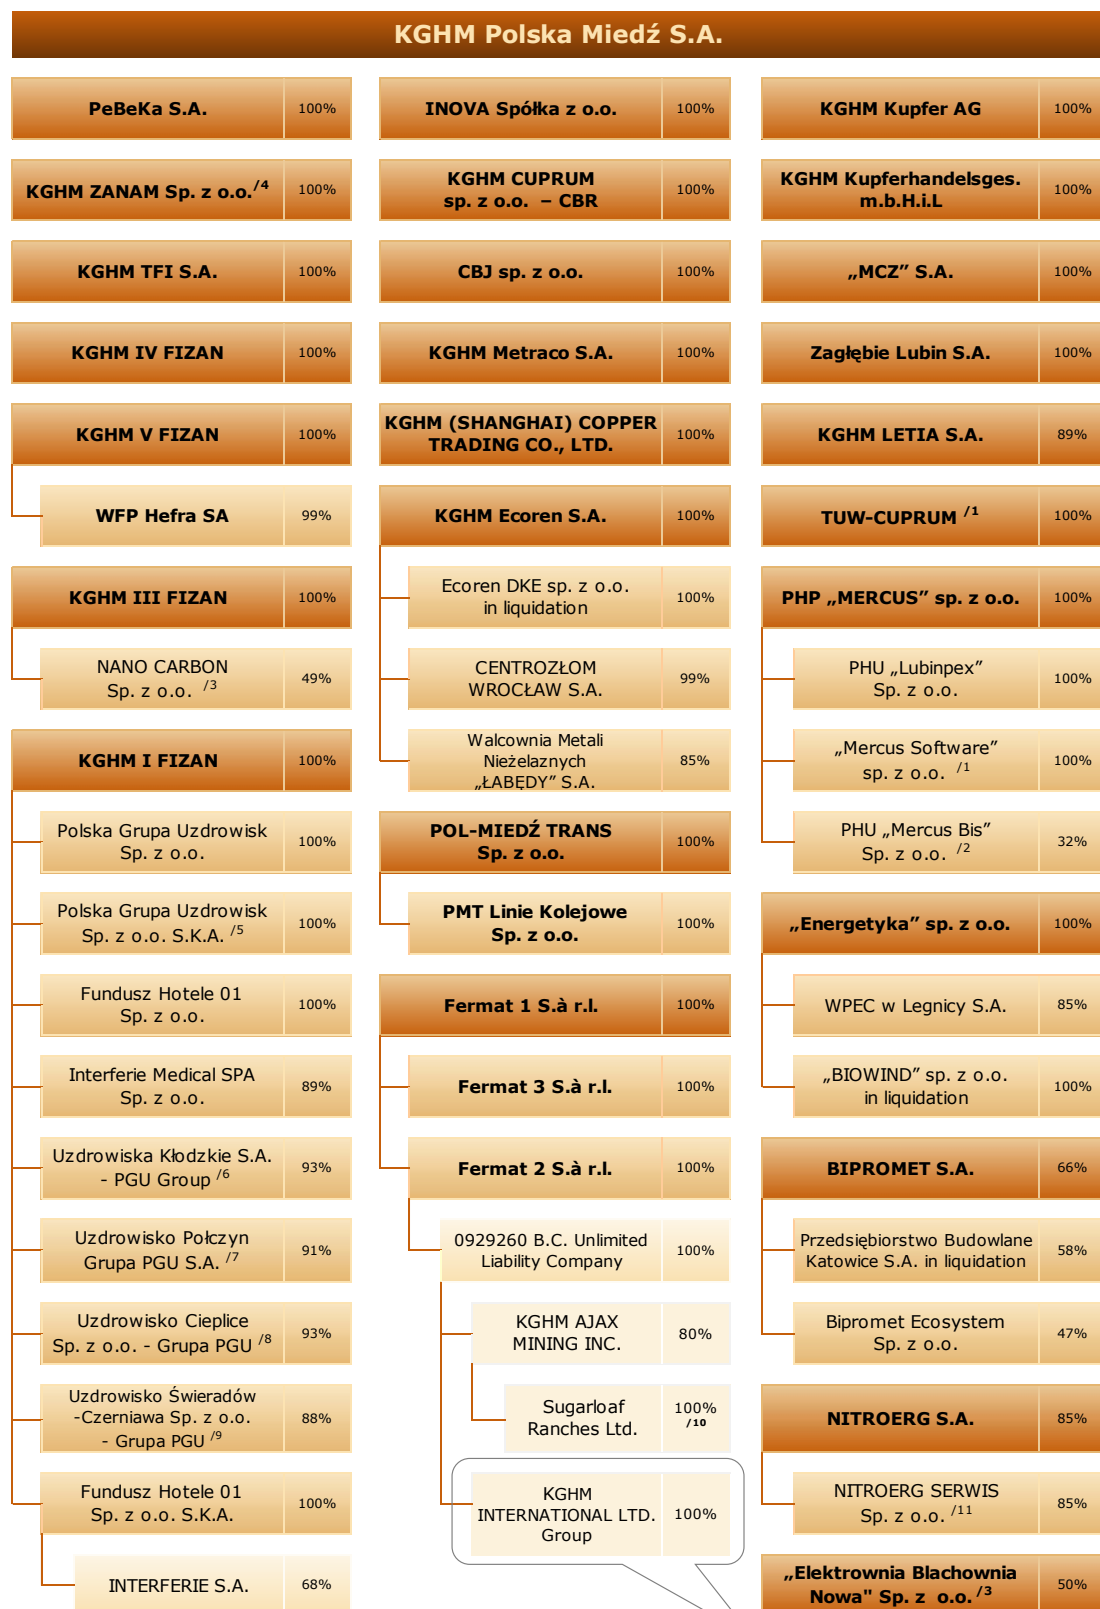 KGHM Polska Miedź S.A.
PeBeKa S.A. 100%
KGHM ZANAM Sp. z o.o./4 100%
KGHM TFI S.A. 100%
KGHM IV FIZAN 100%
KGHM V FIZAN 100%
WFP Hefra SA 99%
KGHM III FIZAN 100%
NANO CARBON
Sp. z o.o. /3 49%
KGHM I FIZAN 100%
Polska Grupa Uzdrowisk
Sp. z o.o. 100%
Polska Grupa Uzdrowisk
Sp. z o.o. S.K.A. /5 100%
Fundusz Hotele 01
Sp. z o.o. 100%
Interferie Medical SPA
Sp. z o.o. 89%
Uzdrowiska Kłodzkie S.A.
- PGU Group /6 93%
Uzdrowisko Połczyn
Grupa PGU S.A. /7 91%
Uzdrowisko Cieplice
Sp. z o.o. - Grupa PGU /8 93%
Uzdrowisko Świeradów
-Czerniawa Sp. z o.o.
- Grupa PGU /9 88%
Fundusz Hotele 01
Sp. z o.o. S.K.A. 100%
INTERFERIE S.A. 68%
INOVA Spółka z o.o. 100%
KGHM CUPRUM
sp. z o.o. – CBR 100%
CBJ sp. z o.o. 100%
KGHM Metraco S.A. 100%
KGHM (SHANGHAI) COPPER
TRADING CO., LTD. 100%
KGHM Ecoren S.A. 100%
Ecoren DKE sp. z o.o.
in liquidation 100%
CENTROZŁOM
WROCŁAW S.A. 99%
Walcownia Metali
Nieżelaznych
„ŁABĘDY” S.A. 85%
POL-MIEDŹ TRANS
Sp. z o.o. 100%
PMT Linie Kolejowe
Sp. z o.o. 100%
Fermat 1 S.à r.l. 100%
Fermat 3 S.à r.l. 100%
Fermat 2 S.à r.l. 100%
0929260 B.C. Unlimited
Liability Company 100%
KGHM AJAX
MINING INC. 80%
Sugarloaf
Ranches Ltd. 100%
/10
KGHM
INTERNATIONAL LTD.
Group 100%
KGHM Kupfer AG 100%
KGHM Kupferhandelsges.
m.b.H.i.L 100%
„MCZ” S.A. 100%
Zagłębie Lubin S.A. 100%
KGHM LETIA S.A. 89%
TUW-CUPRUM /1 100%
PHP „MERCUS” sp. z o.o. 100%
PHU „Lubinpex”
Sp. z o.o. 100%
„Mercus Software”
sp. z o.o. /1 100%
PHU „Mercus Bis”
Sp. z o.o. /2 32%
„Energetyka” sp. z o.o. 100%
WPEC w Legnicy S.A. 85%
„BIOWIND” sp. z o.o.
in liquidation 100%
BIPROMET S.A. 66%
Przedsiębiorstwo Budowlane
Katowice S.A. in liquidation 58%
Bipromet Ecosystem
Sp. z o.o. 47%
NITROERG S.A. 85%
NITROERG SERWIS
Sp. z o.o. /11 85%
„Elektrownia Blachownia
Nowa" Sp. z o.o. /3 50%